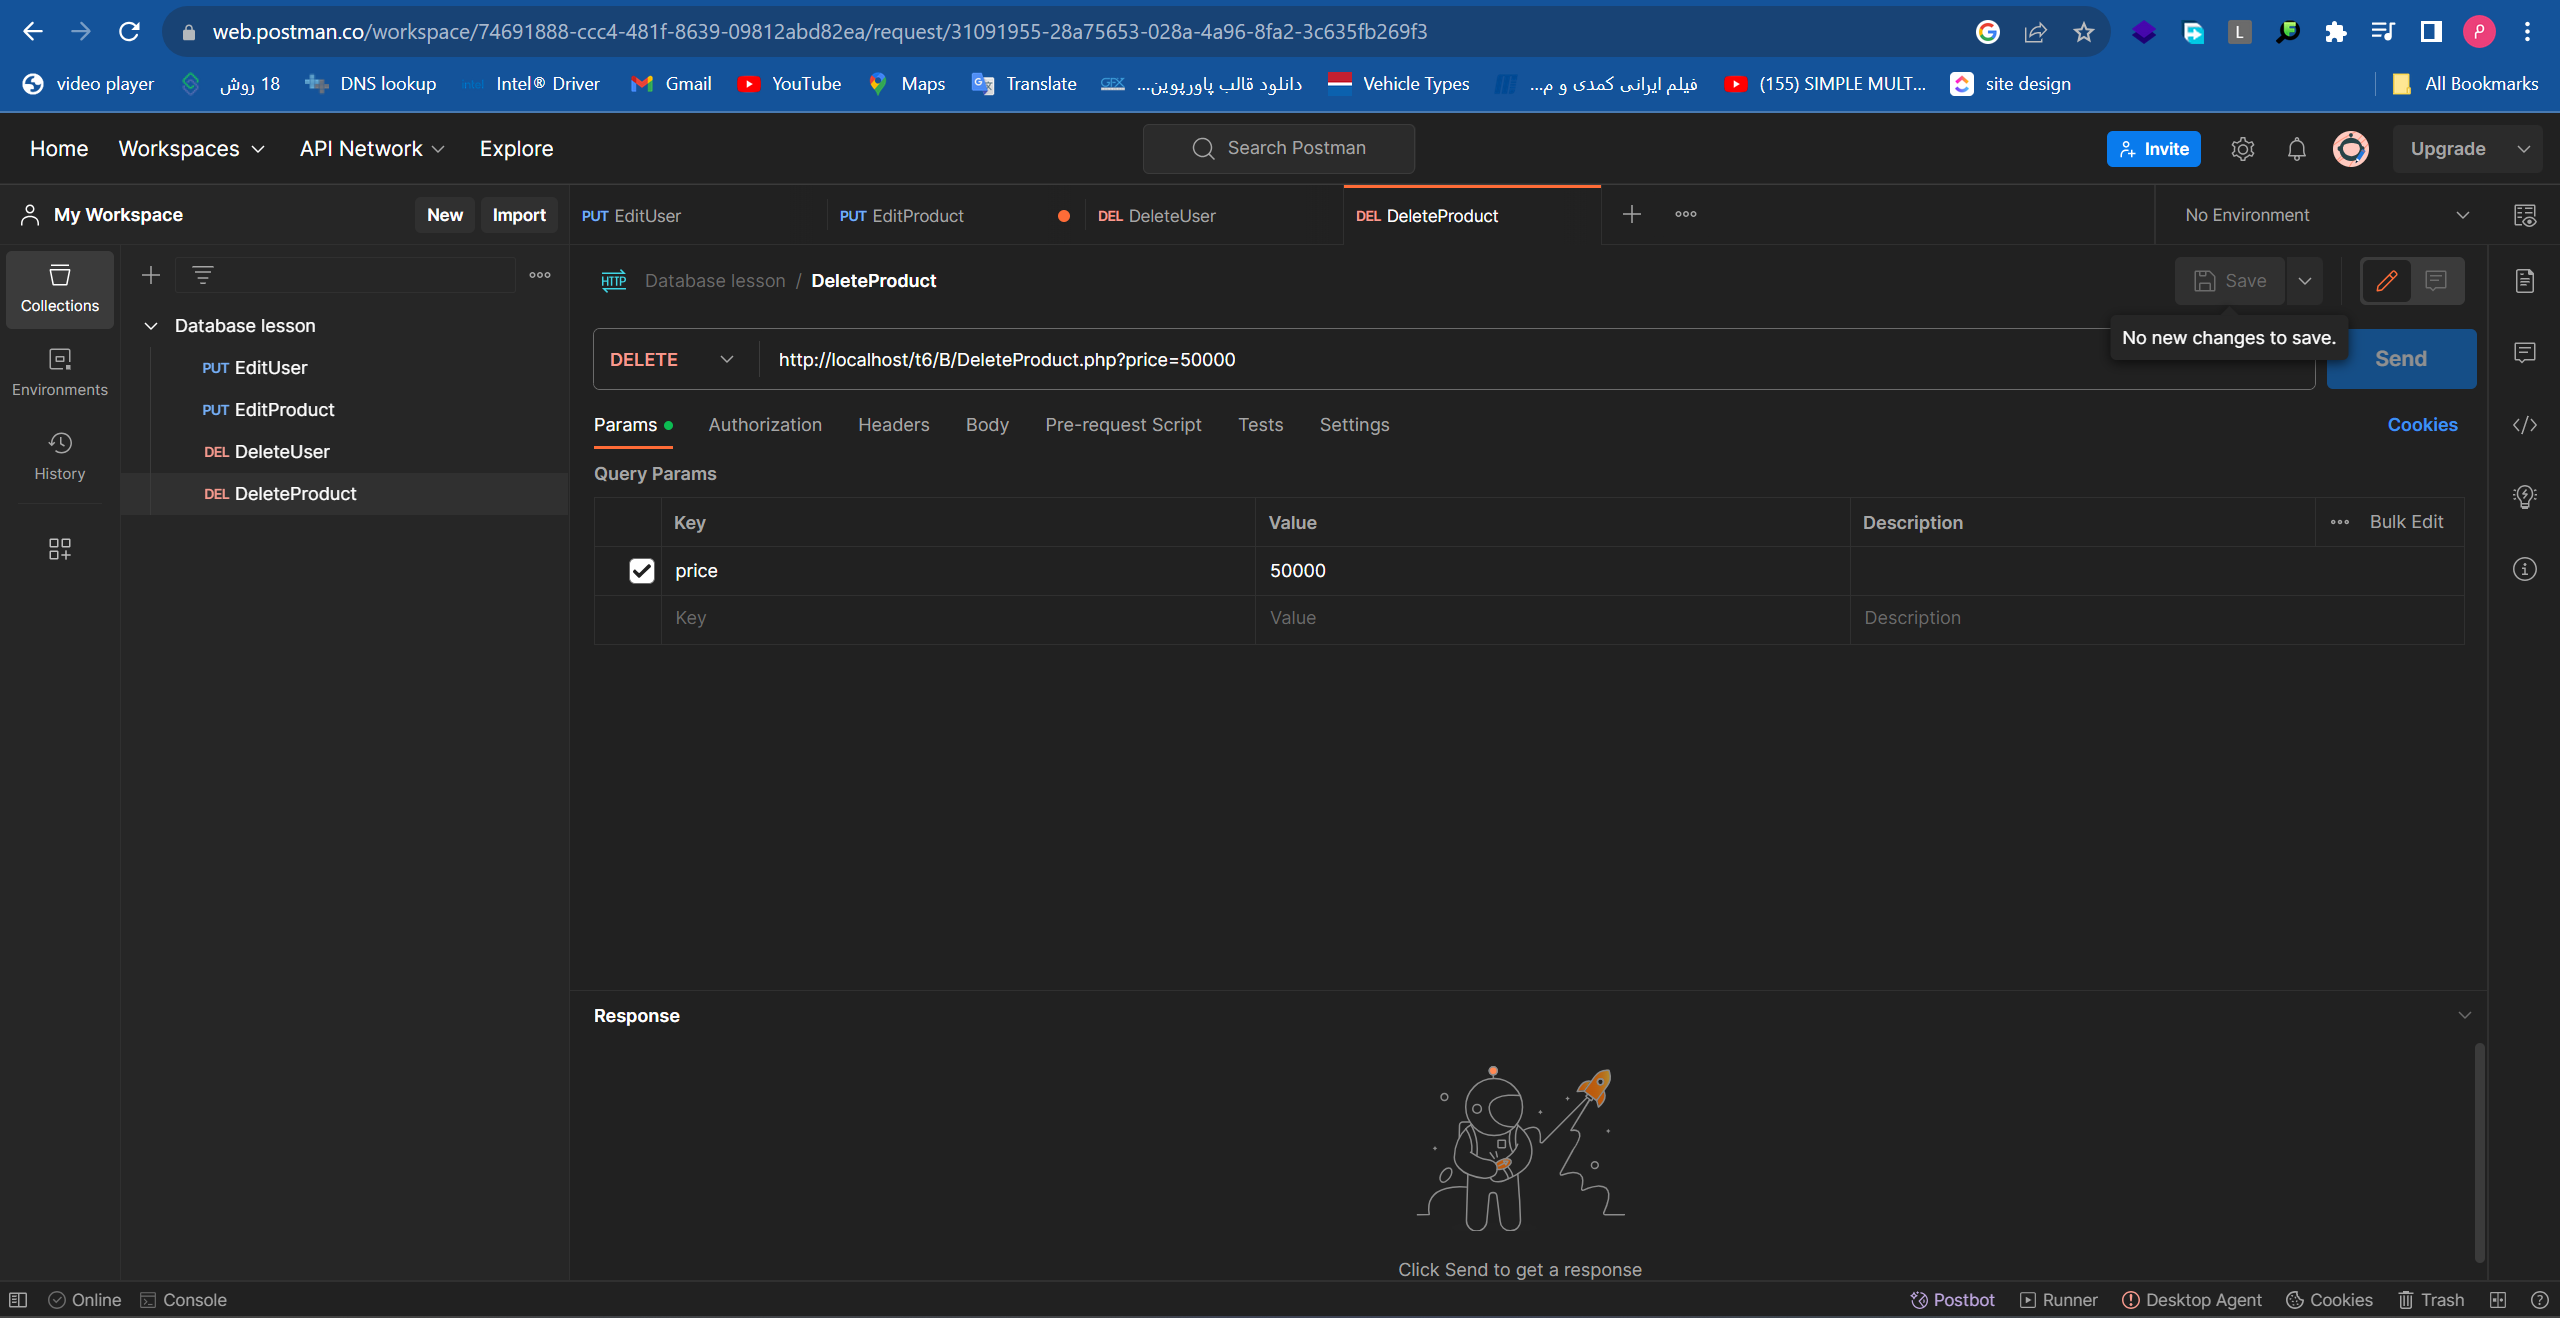 web.postman.co/workspace/74691888-ccc4-481f-8639-09812abd82ea/request/31091955-28a75653-028a-4a96-8fa2-3c635fb269f3
video player 18 روش DNS lookup Intel® Driver Gmail YouTube Maps Translate دانلود قالب پاورپوین... Vehicle Types فیلم ایرانی کمدی و م... (155) SIMPLE MULT... site design All Bookmarks
Home Workspaces API Network Explore Search Postman Invite Upgrade
My Workspace New Import PUT EditUser PUT EditProduct DEL DeleteUser DEL DeleteProduct No Environment
Collections
Environments
History
Database lesson
PUT EditUser
PUT EditProduct
DEL DeleteUser
DEL DeleteProduct
HTTP Database lesson / DeleteProduct Save
No new changes to save.
DELETE http://localhost/t6/B/DeleteProduct.php?price=50000 Send
Params Authorization Headers Body Pre-request Script Tests Settings Cookies
Query Params
Key Value Description Bulk Edit
price 50000
Key Value Description
Response
Click Send to get a response
Online Console Postbot Runner Desktop Agent Cookies Trash